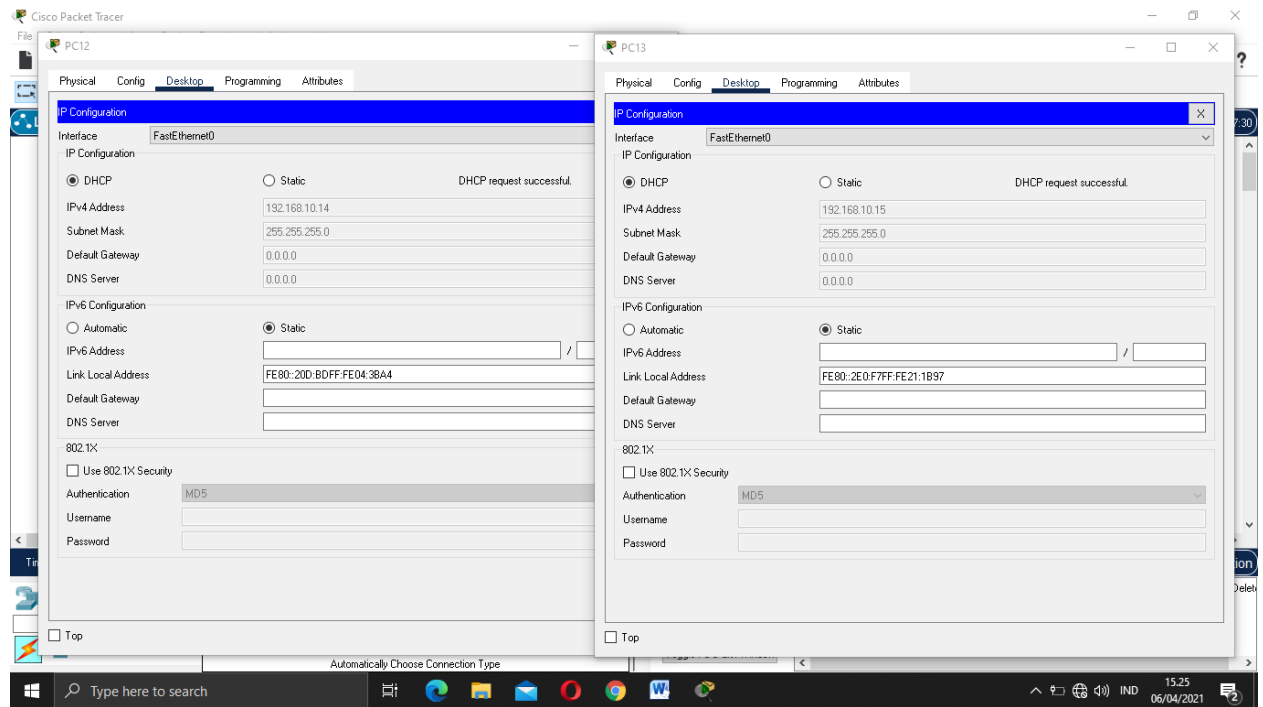 Cisco Packet Tracer
File
PC12
Physical Config Desktop Programming Attributes
IP Configuration
Interface FastEthernet0
IP Configuration
DHCP Static DHCP request successful.
IPv4 Address 192.168.10.14
Subnet Mask 255.255.255.0
Default Gateway 0.0.0.0
DNS Server 0.0.0.0
IPv6 Configuration
Automatic Static
IPv6 Address /
Link Local Address FE80::20D:BDFF:FE04:3BA4
Default Gateway
DNS Server
802.1X
Use 802.1X Security
Authentication MD5
Username
Password
Top
PC13
Physical Config Desktop Programming Attributes
IP Configuration X
Interface FastEthernet0
IP Configuration
DHCP Static DHCP request successful.
IPv4 Address 192.168.10.15
Subnet Mask 255.255.255.0
Default Gateway 0.0.0.0
DNS Server 0.0.0.0
IPv6 Configuration
Automatic Static
IPv6 Address /
Link Local Address FE80::2E0:F7FF:FE21:1B97
Default Gateway
DNS Server
802.1X
Use 802.1X Security
Authentication MD5
Username
Password
Top
?
7:30
Automatically Choose Connection Type
Type here to search
IND
15.25
06/04/2021
2